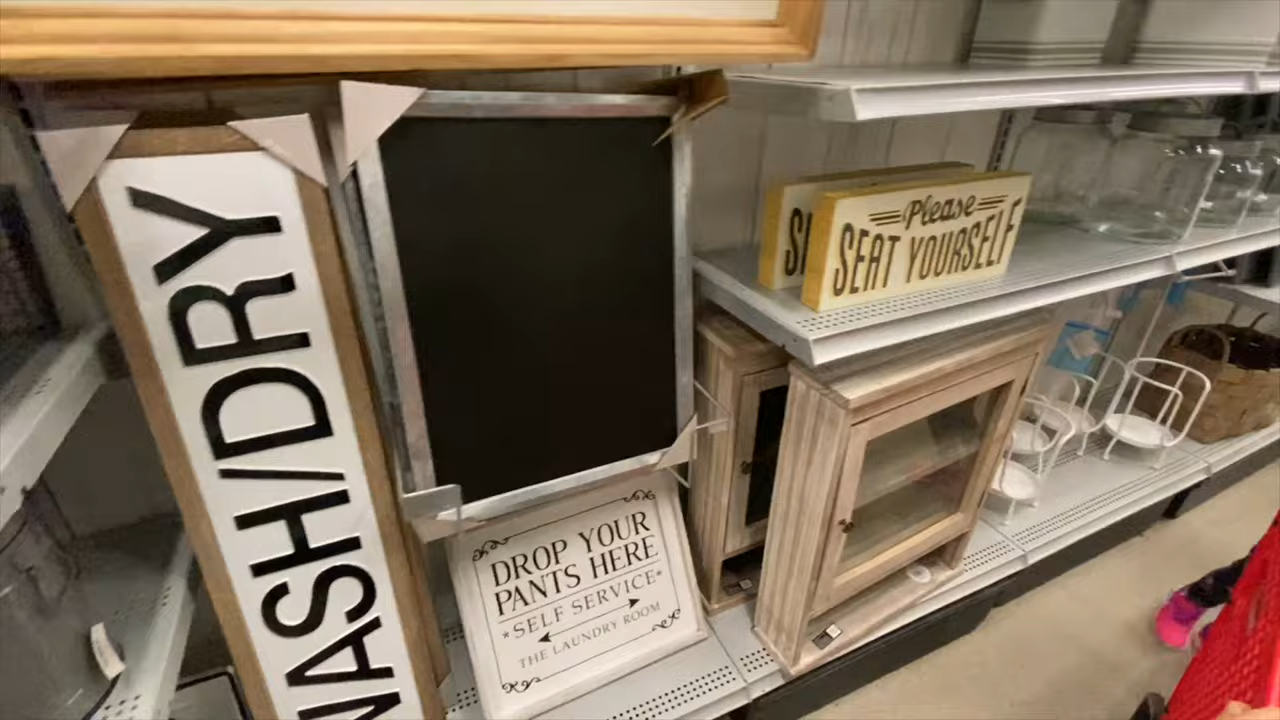 WASH/DRY
Please
SEAT YOURSELF
DROP YOUR
PANTS HERE
*SELF SERVICE*
THE LAUNDRY ROOM